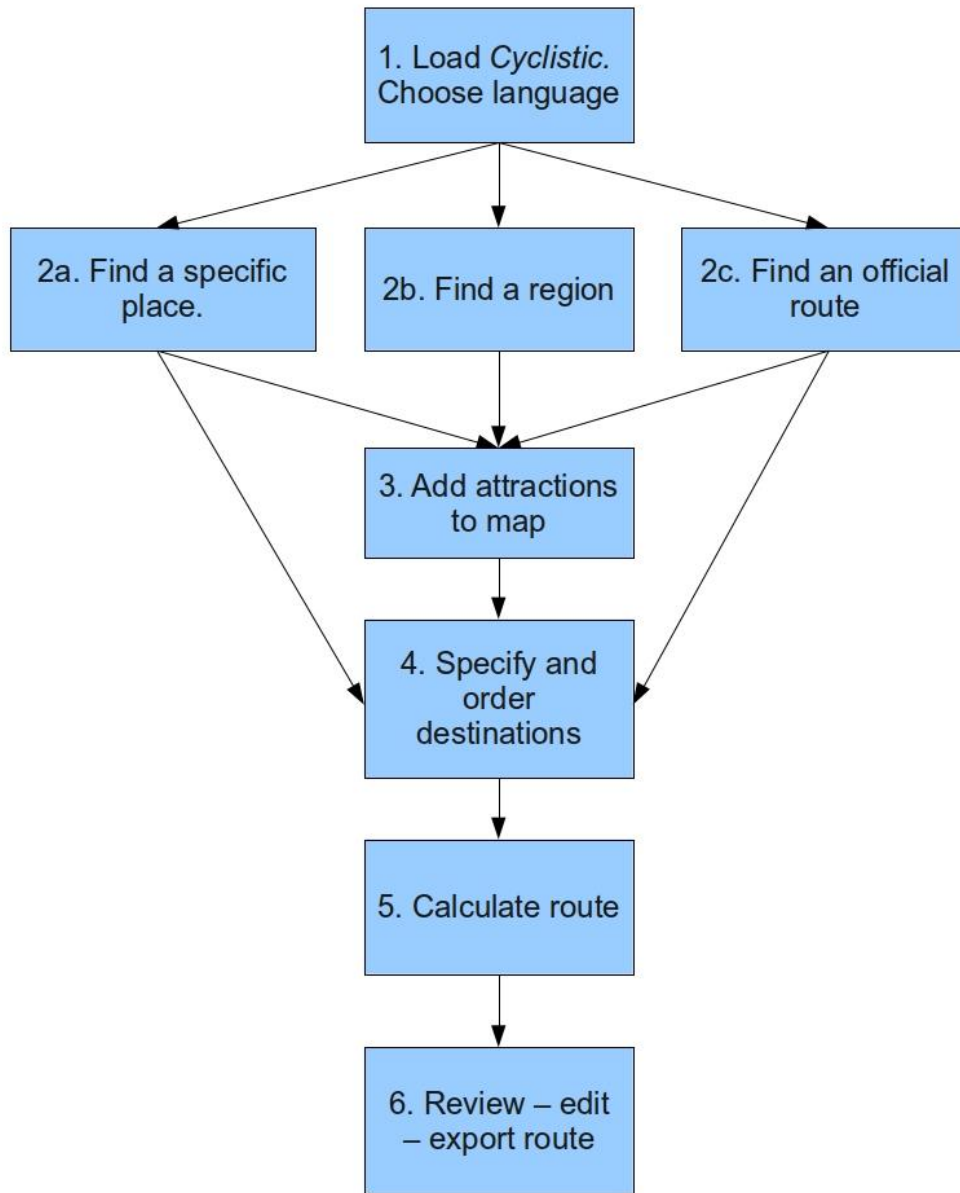 1. Load Cyclistic.
Choose language
2a. Find a specific
place.
2b. Find a region
2c. Find an official
route
3. Add attractions
to map
4. Specify and
order
destinations
5. Calculate route
6. Review – edit
– export route